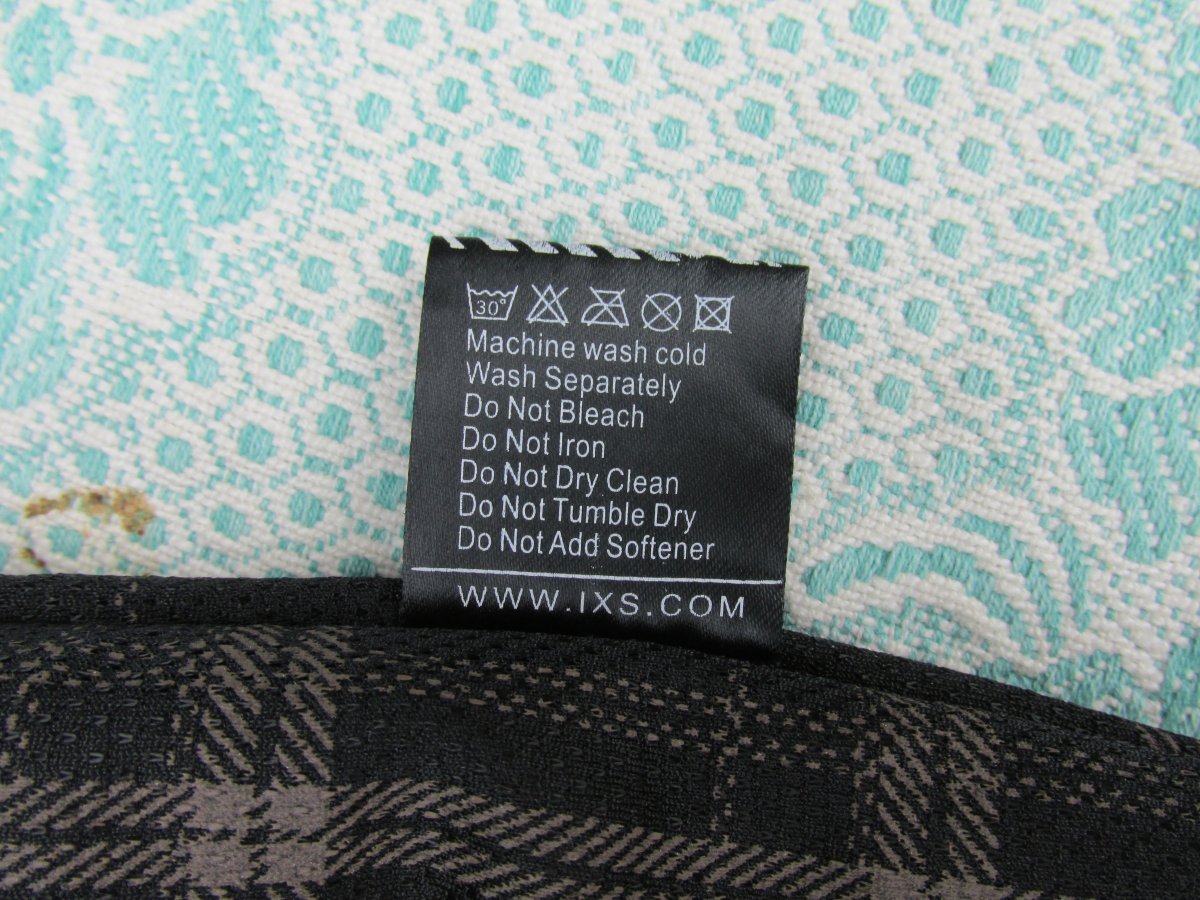 30°
Machine wash cold
Wash Separately
Do Not Bleach
Do Not Iron
Do Not Dry Clean
Do Not Tumble Dry
Do Not Add Softener
WWW.IXS.COM